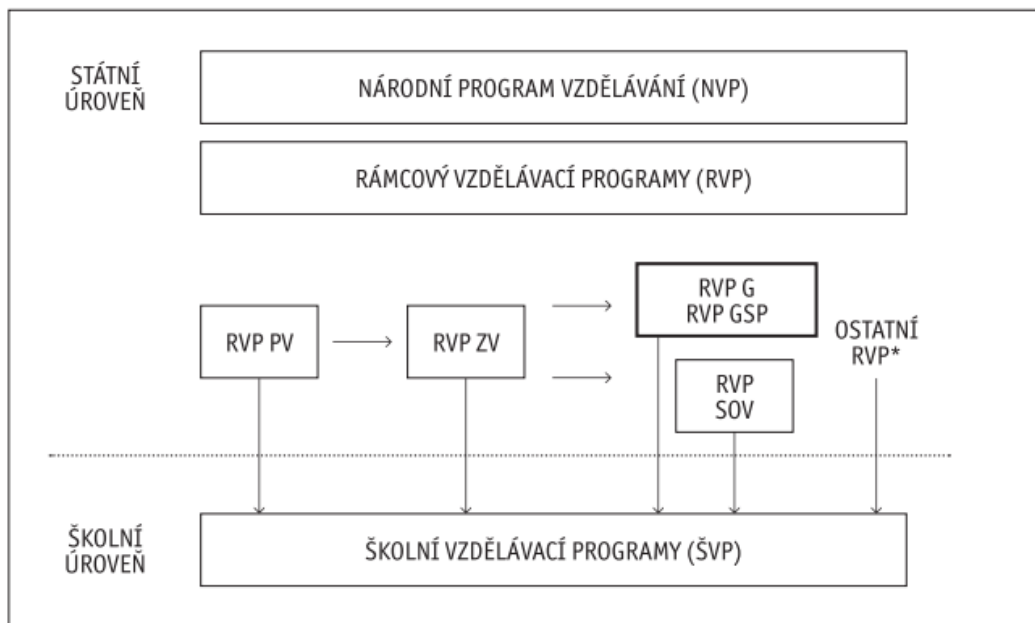 STÁTNÍ
ÚROVEŇ
NÁRODNÍ PROGRAM VZDĚLÁVÁNÍ (NVP)
RÁMCOVÝ VZDĚLÁVACÍ PROGRAMY (RVP)
RVP PV
RVP ZV
RVP G
RVP GSP
RVP
SOV
OSTATNÍ
RVP*
ŠKOLNÍ
ÚROVEŇ
ŠKOLNÍ VZDĚLÁVACÍ PROGRAMY (ŠVP)